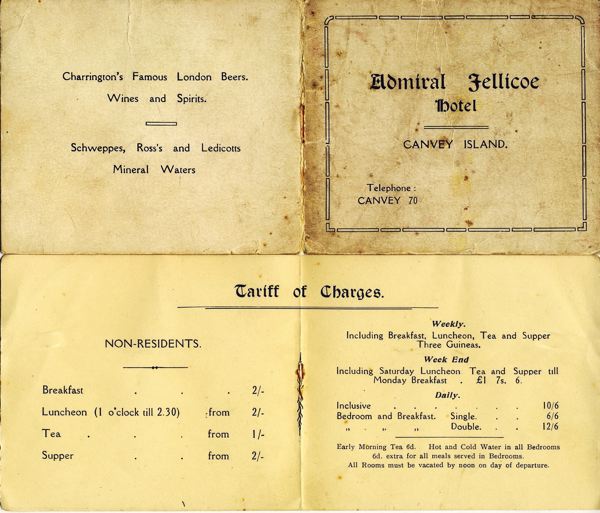 Charrington's Famous London Beers.
Wines and Spirits.
Schweppes, Ross's and Ledicotts
Mineral Waters
Admiral Jellicoe
Hotel
CANVEY ISLAND.
Telephone :
CANVEY 70
Tariff of Charges.
NON-RESIDENTS.
Breakfast . . . 2/-
Luncheon (1 o'clock till 2.30) from 2/-
Tea . . . from 1/-
Supper . . from 2/-
Weekly.
Including Breakfast, Luncheon, Tea and Supper
Three Guineas.
Week End
Including Saturday Luncheon Tea and Supper till
Monday Breakfast . £1 7s. 6.
Daily.
Inclusive . . . . . . . 10/6
Bedroom and Breakfast. Single. . . 6/6
„ „ „ Double. . . 12/6
Early Morning Tea 6d. Hot and Cold Water in all Bedrooms
6d. extra for all meals served in Bedrooms.
All Rooms must be vacated by noon on day of departure.